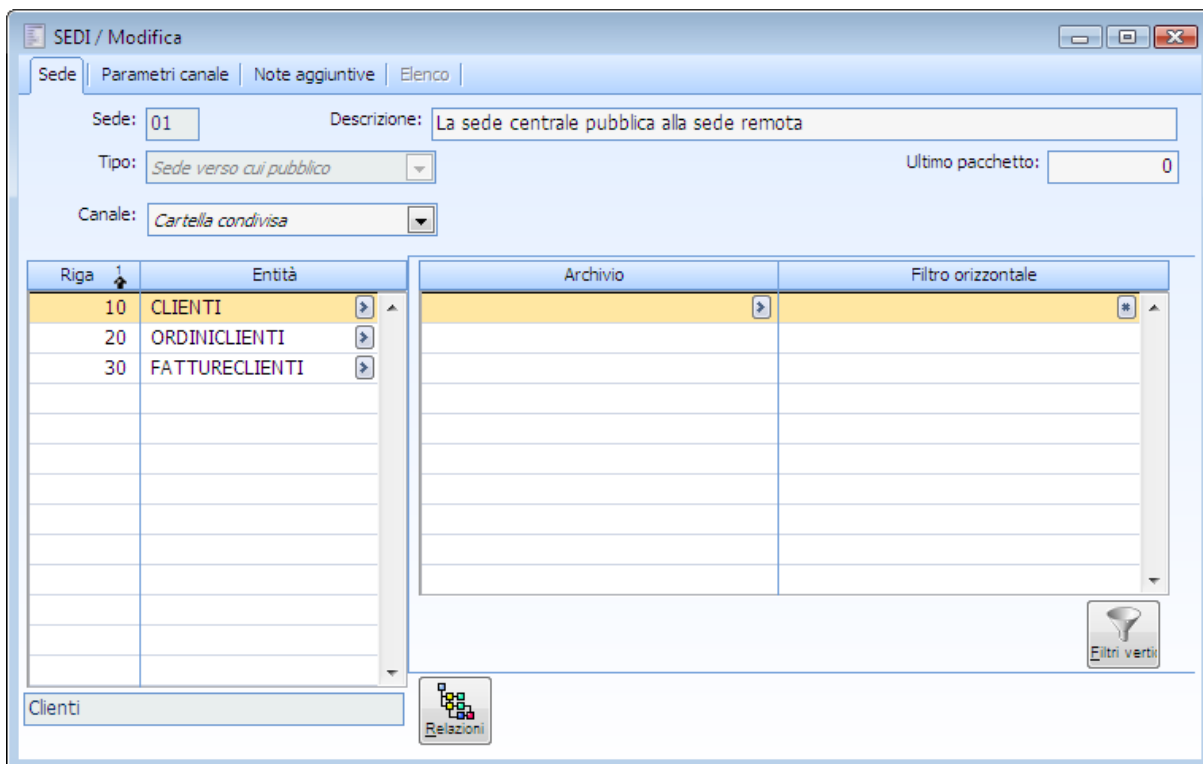 SEDI / Modifica
Sede Parametri canale Note aggiuntive Elenco
Sede: 01 Descrizione: La sede centrale pubblica alla sede remota
Tipo: Sede verso cui pubblico Ultimo pacchetto: 0
Canale: Cartella condivisa
Riga 1 Entità Archivio Filtro orizzontale
10 CLIENTI
20 ORDINICLIENTI
30 FATTURECLIENTI
Filtri vertic
Clienti
Relazioni